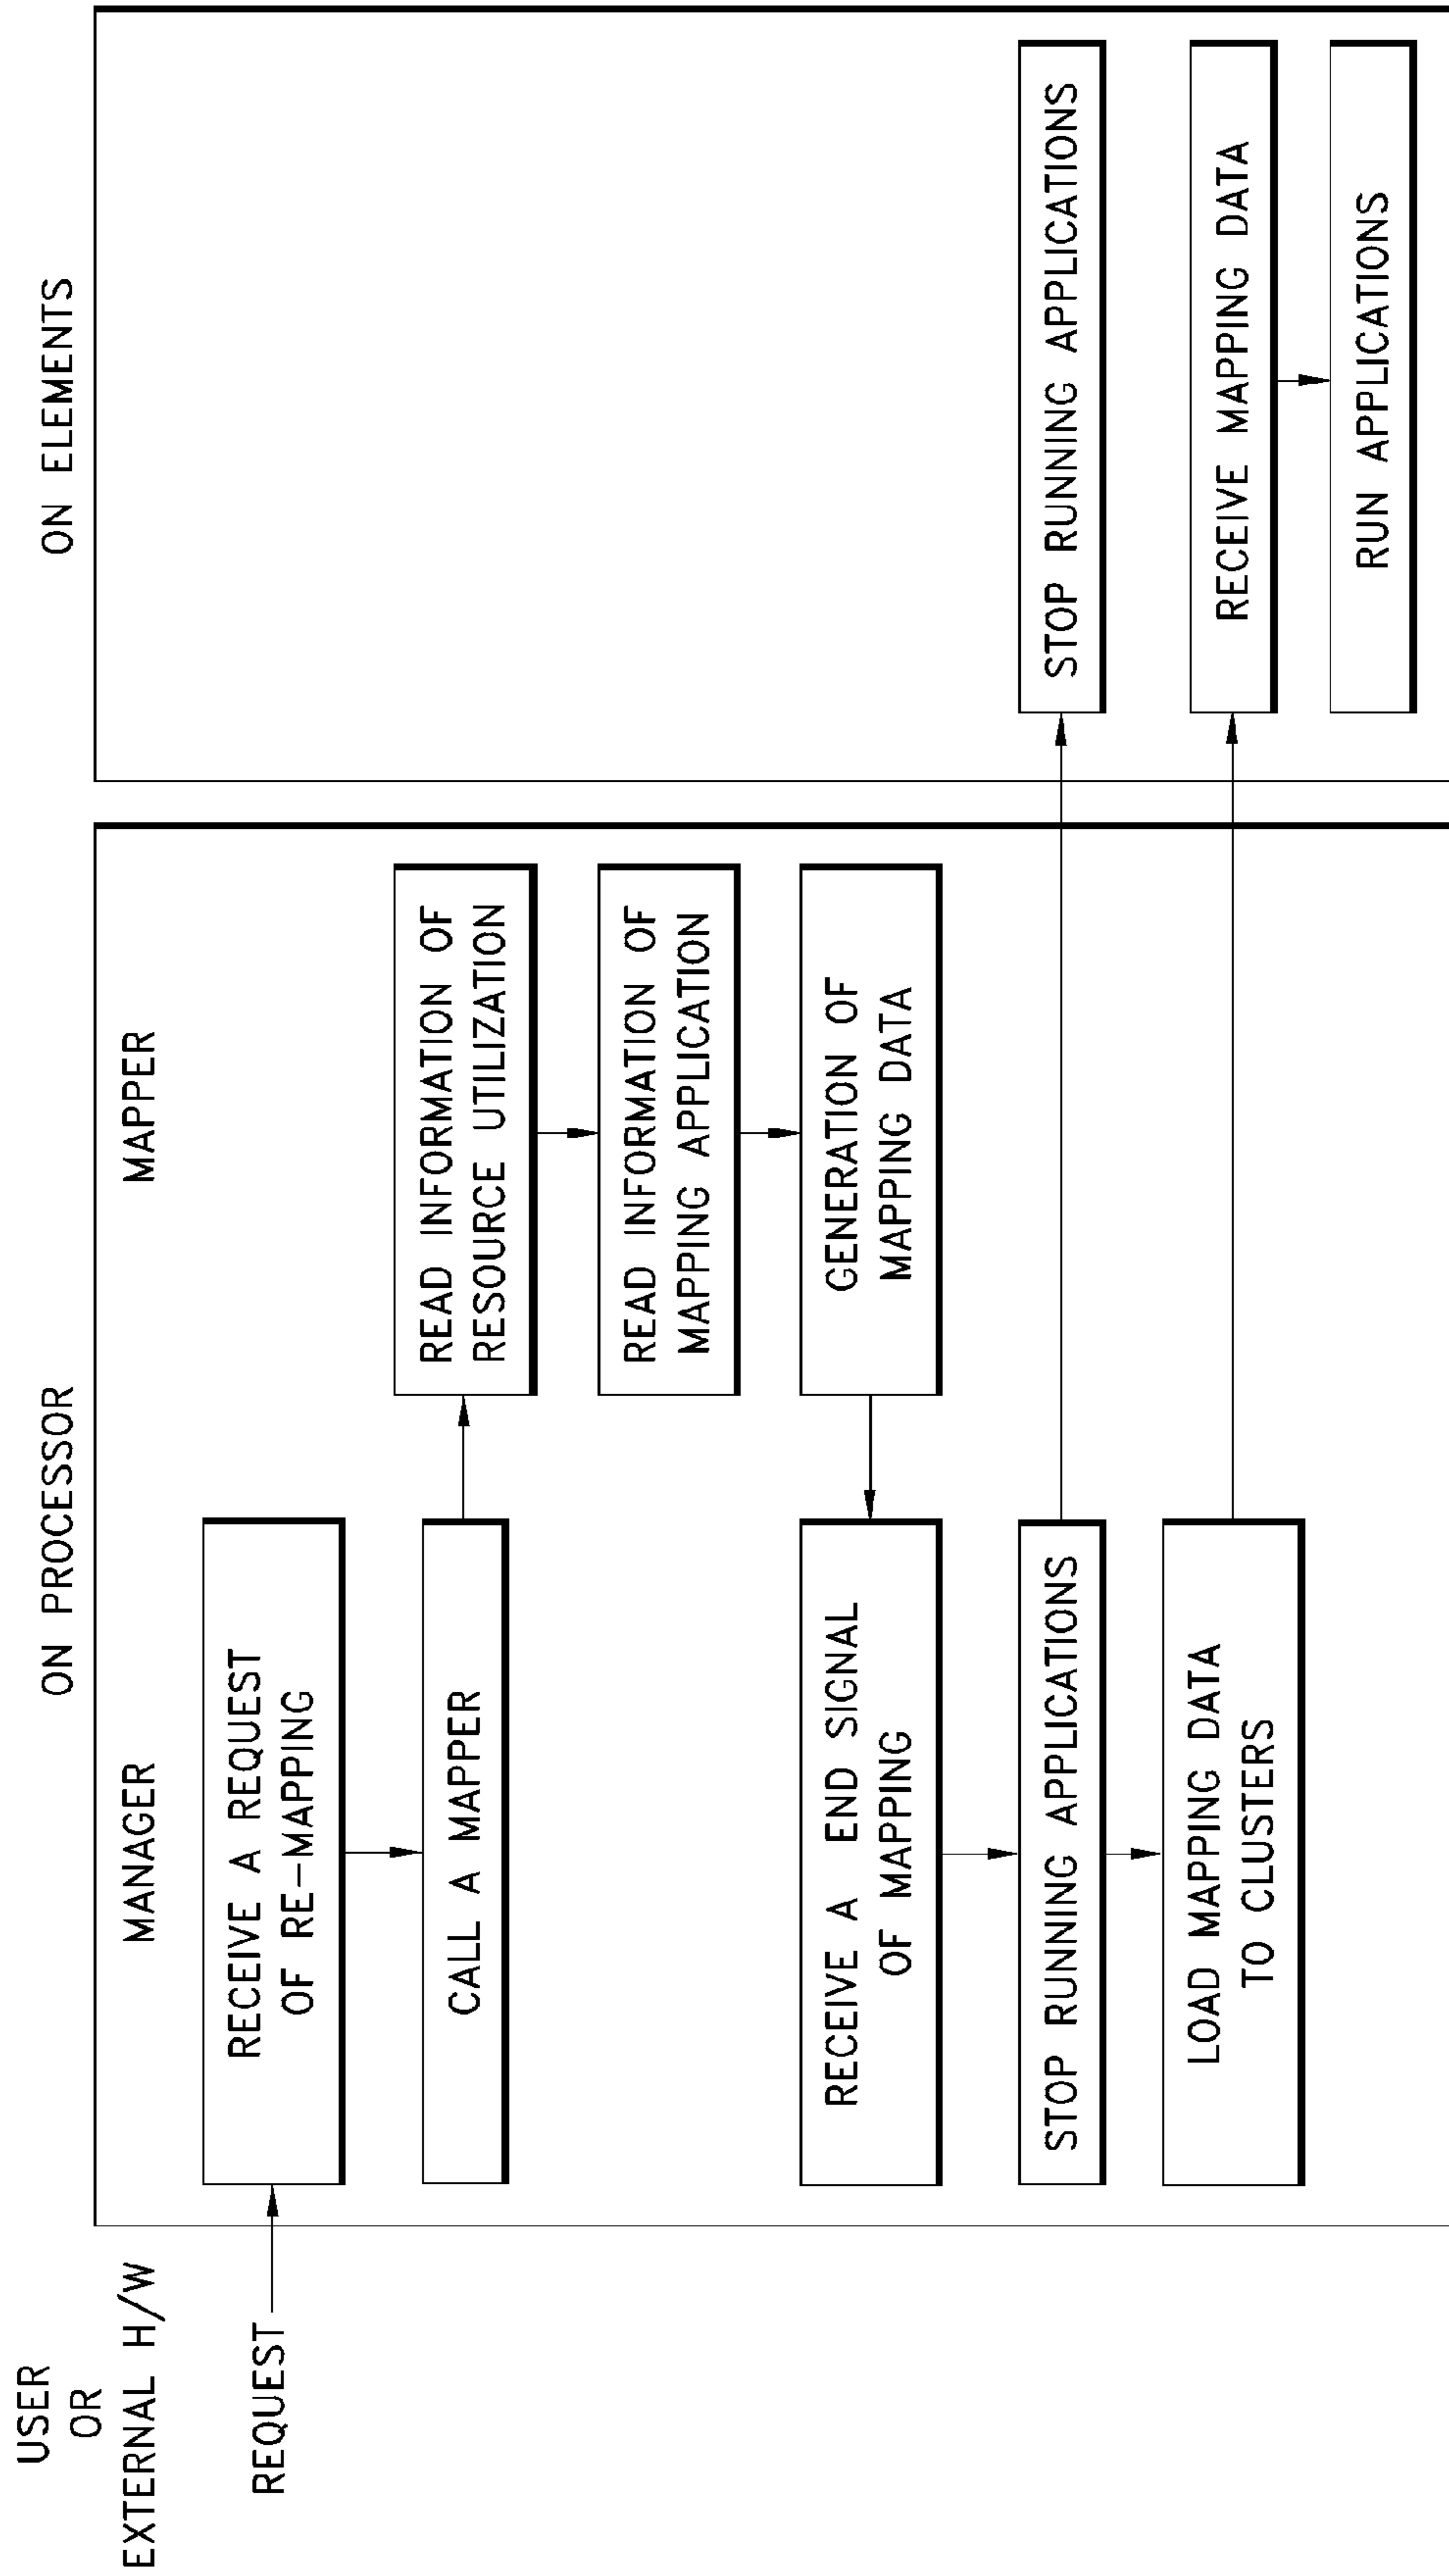 USER
OR
EXTERNAL H/W
REQUEST
ON PROCESSOR
MANAGER
RECEIVE A REQUEST
OF RE-MAPPING
CALL A MAPPER
RECEIVE A END SIGNAL
OF MAPPING
STOP RUNNING APPLICATIONS
LOAD MAPPING DATA
TO CLUSTERS
MAPPER
READ INFORMATION OF
RESOURCE UTILIZATION
READ INFORMATION OF
MAPPING APPLICATION
GENERATION OF
MAPPING DATA
ON ELEMENTS
STOP RUNNING APPLICATIONS
RECEIVE MAPPING DATA
RUN APPLICATIONS